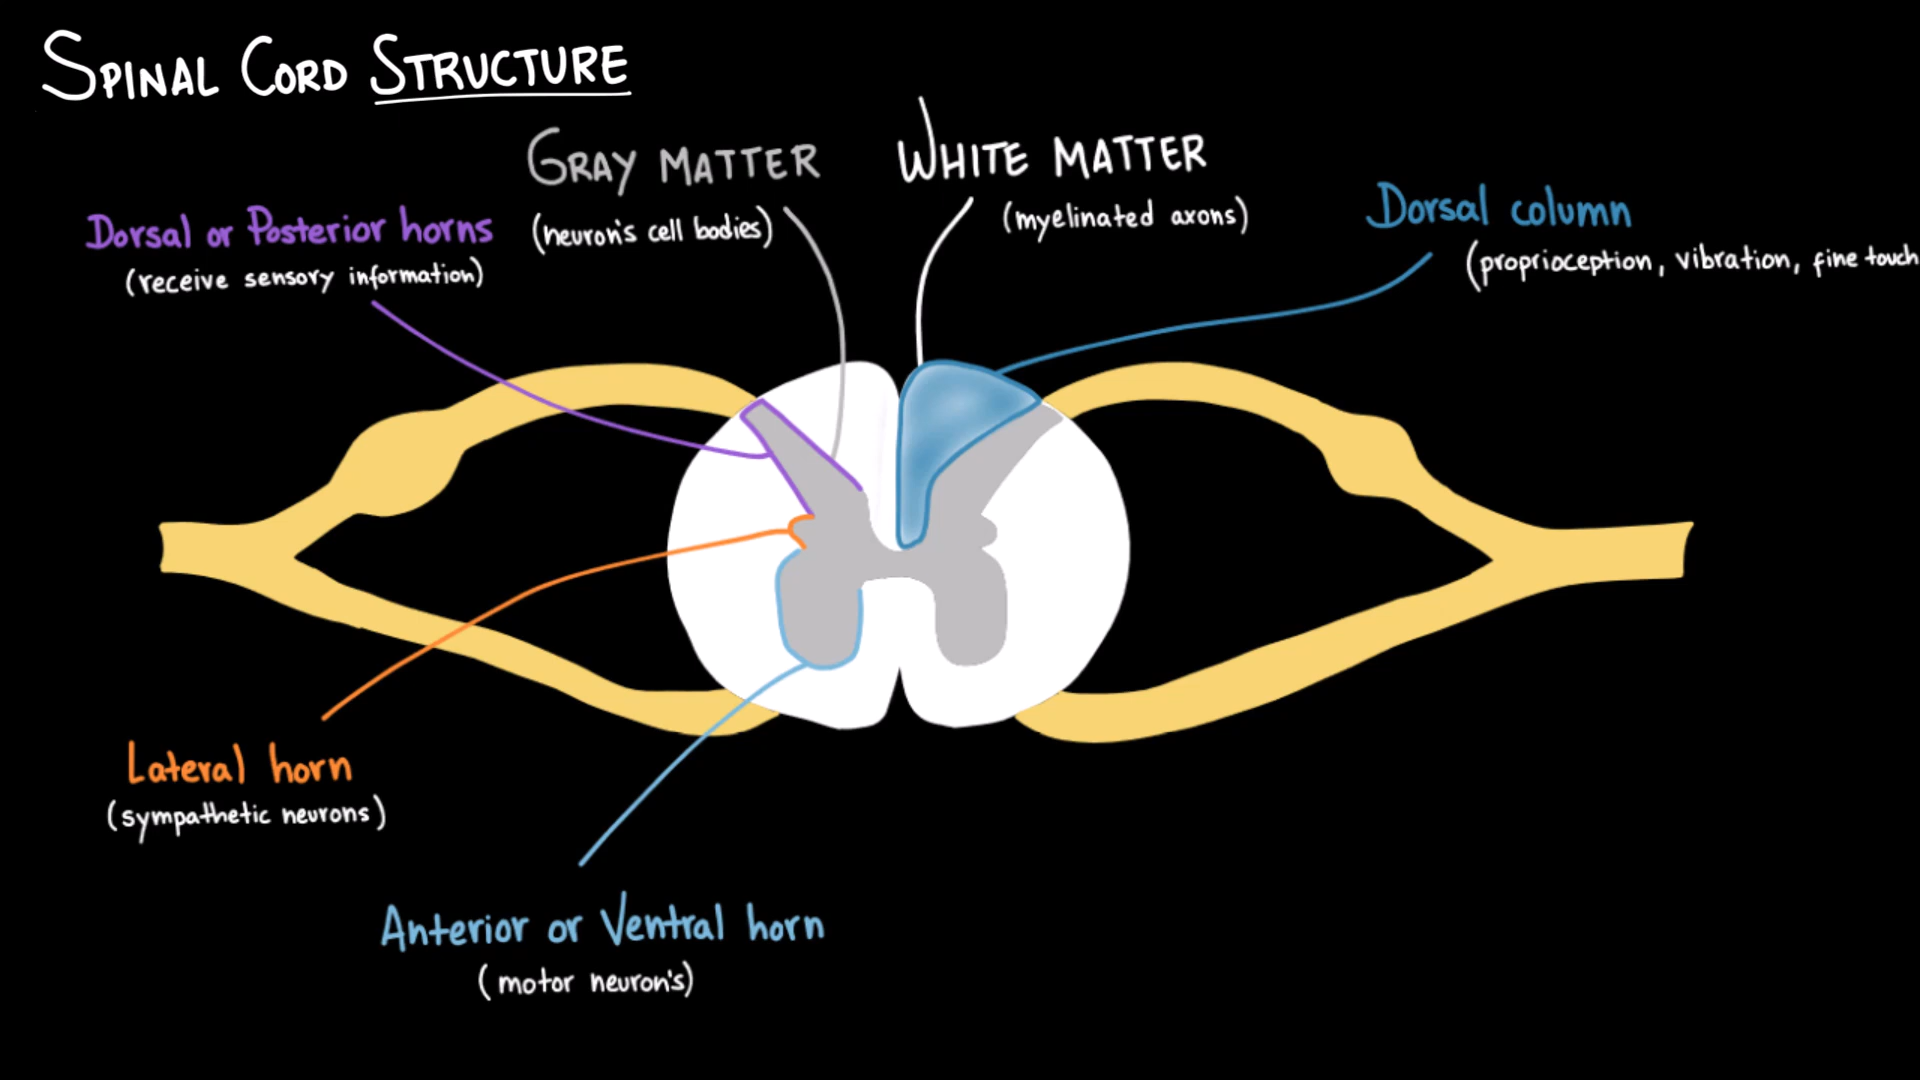 SPINAL CORD STRUCTURE
GRAY MATTER
(neuron's cell bodies)
WHITE MATTER
(myelinated axons)
Dorsal or Posterior horns
(receive sensory information)
Dorsal column
(proprioception, vibration, fine touch
Lateral horn
(sympathetic neurons)
Anterior or Ventral horn
(motor neuron's)